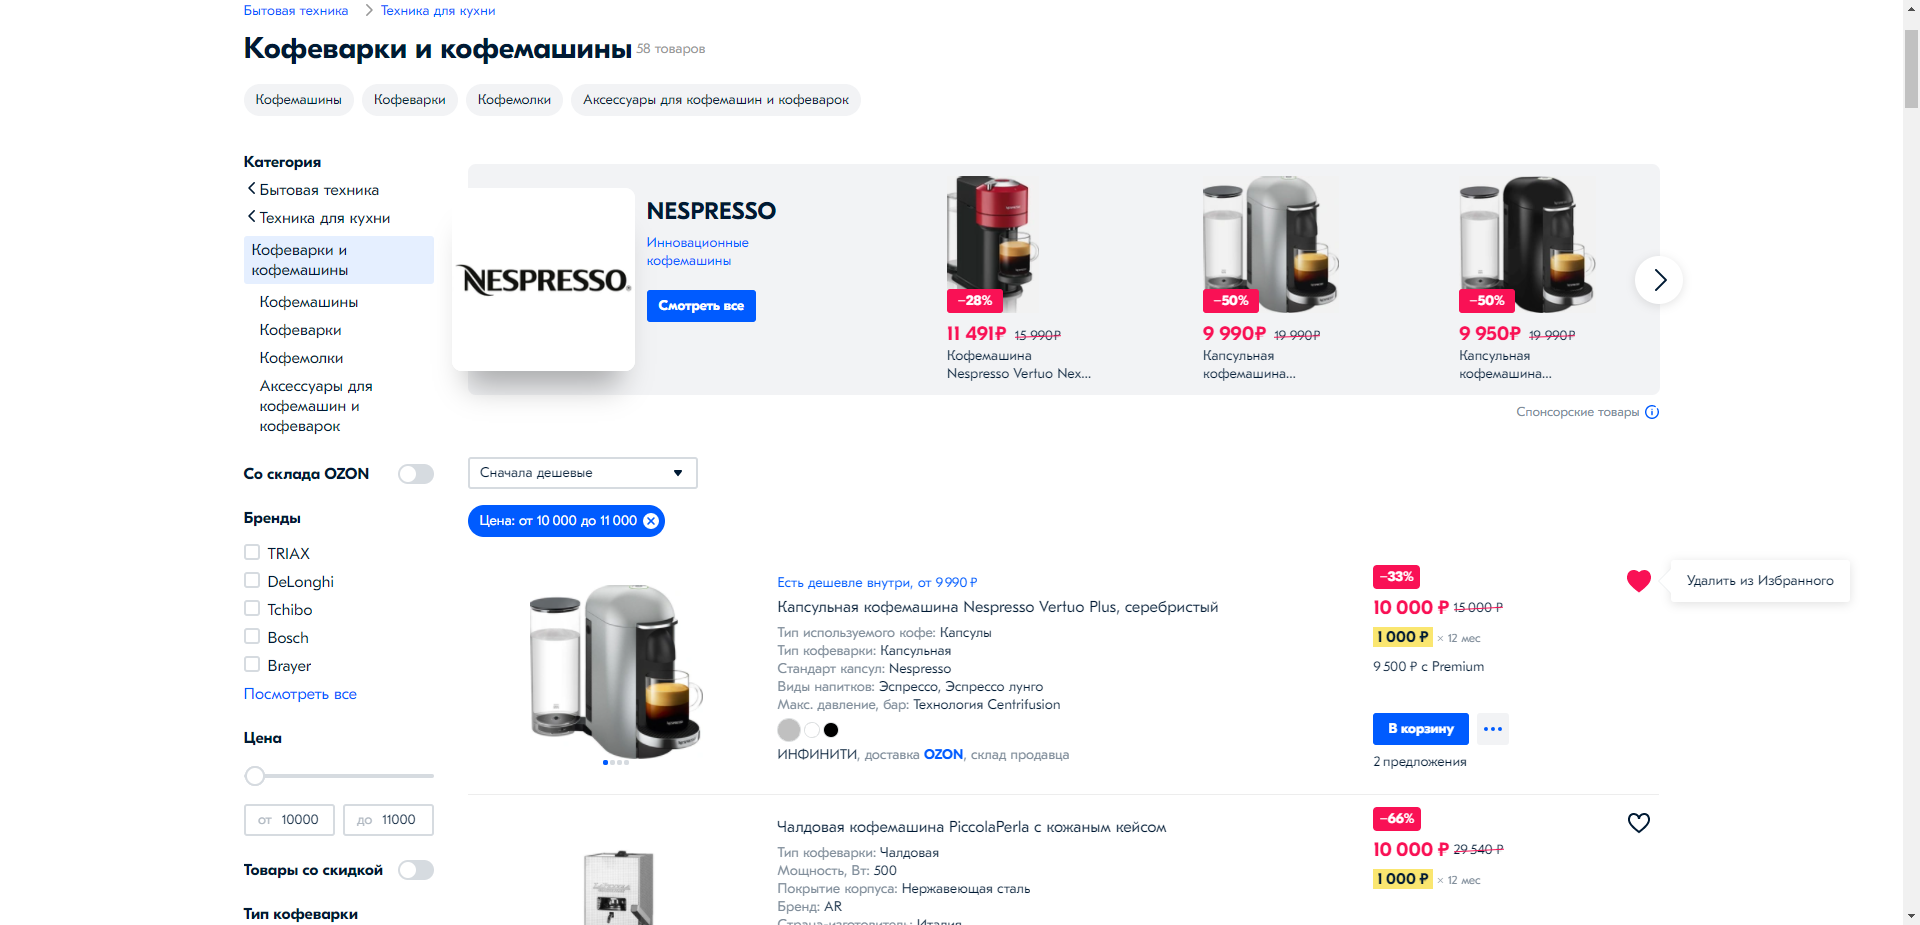 Бытовая техника
Техника для кухни
Кофеварки и кофемашины 58 товаров
Кофемашины
Кофеварки
Кофемолки
Аксессуары для кофемашин и кофеварок
Категория
Бытовая техника
Техника для кухни
Кофеварки и
кофемашины
Кофемашины
Кофеварки
Кофемолки
Аксессуары для
кофемашин и
кофеварок
Со склада OZON
Бренды
TRIAX
DeLonghi
Tchibo
Bosch
Brayer
Посмотреть все
Цена
от 10000
до 11000
Товары со скидкой
Тип кофеварки
NESPRESSO.
NESPRESSO
Инновационные
кофемашины
Смотреть все
−28%
11 491₽ 15 990₽
Кофемашина
Nespresso Vertuo Nex...
−50%
9 990₽ 19 990₽
Капсульная
кофемашина...
−50%
9 950₽ 19 990₽
Капсульная
кофемашина...
Спонсорские товары
Сначала дешевые
Цена: от 10 000 до 11 000
Есть дешевле внутри, от 9 990 ₽
Капсульная кофемашина Nespresso Vertuo Plus, серебристый
Тип используемого кофе: Капсулы
Тип кофеварки: Капсульная
Стандарт капсул: Nespresso
Виды напитков: Эспрессо, Эспрессо лунго
Макс. давление, бар: Технология Centrifusion
ИНФИНИТИ, доставка OZON, склад продавца
−33%
10 000 ₽ 15 000 ₽
1 000 ₽ × 12 мес
9 500 ₽ с Premium
В корзину
2 предложения
Удалить из Избранного
Чалдовая кофемашина PiccolaPerla с кожаным кейсом
Тип кофеварки: Чалдовая
Мощность, Вт: 500
Покрытие корпуса: Нержавеющая сталь
Бренд: AR
Страна-изготовитель: Италия
−66%
10 000 ₽ 29 540 ₽
1 000 ₽ × 12 мес